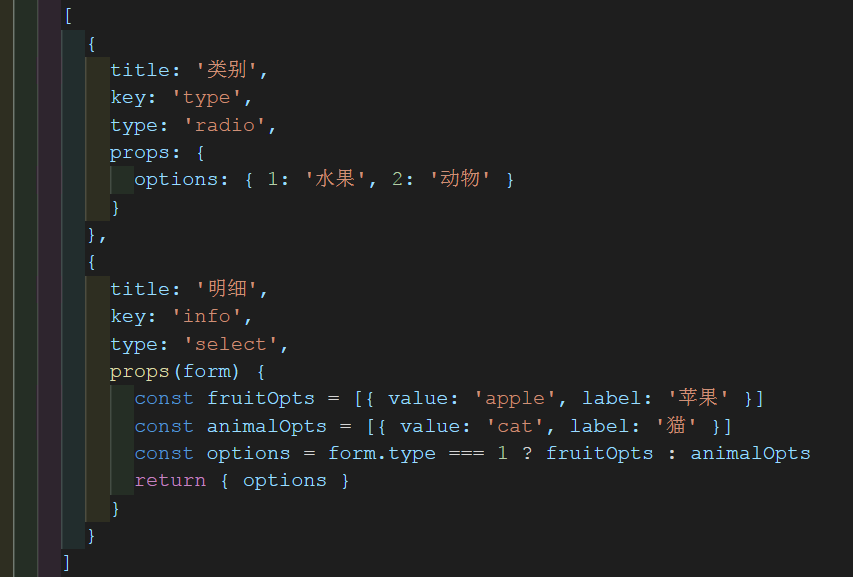 [
{
title: '类别',
key: 'type',
type: 'radio',
props: {
options: { 1: '水果', 2: '动物' }
}
},
{
title: '明细',
key: 'info',
type: 'select',
props(form) {
const fruitOpts = [{ value: 'apple', label: '苹果' }]
const animalOpts = [{ value: 'cat', label: '猫' }]
const options = form.type === 1 ? fruitOpts : animalOpts
return { options }
}
}
]